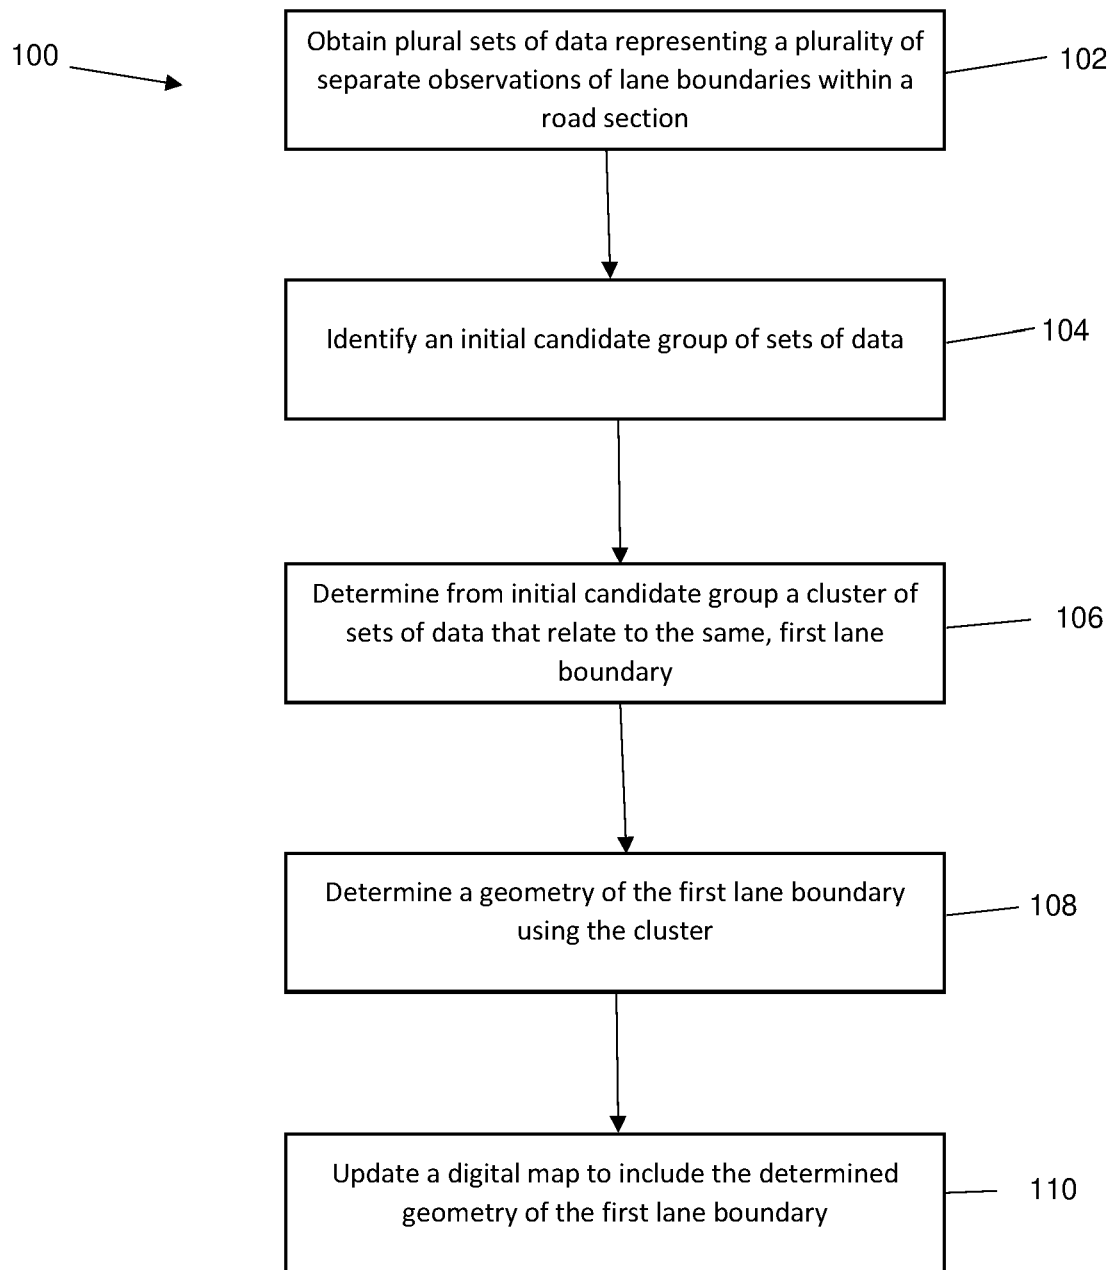 100
Obtain plural sets of data representing a plurality of
separate observations of lane boundaries within a
road section
102
Identify an initial candidate group of sets of data
104
Determine from initial candidate group a cluster of
sets of data that relate to the same, first lane
boundary
106
Determine a geometry of the first lane boundary
using the cluster
108
Update a digital map to include the determined
geometry of the first lane boundary
110